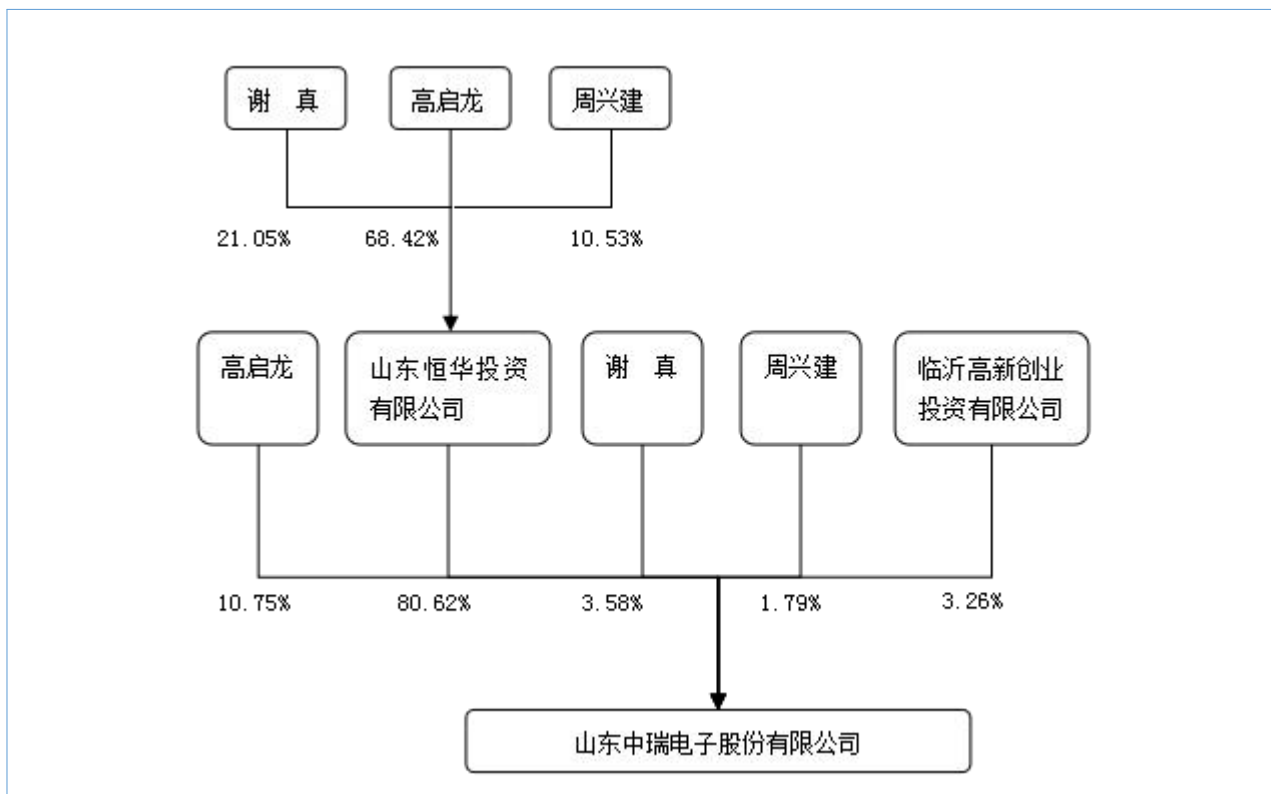 谢 真
高启龙
周兴建
21.05%
68.42%
10.53%
高启龙
山东恒华投资
有限公司
谢 真
周兴建
临沂高新创业
投资有限公司
10.75%
80.62%
3.58%
1.79%
3.26%
山东中瑞电子股份有限公司